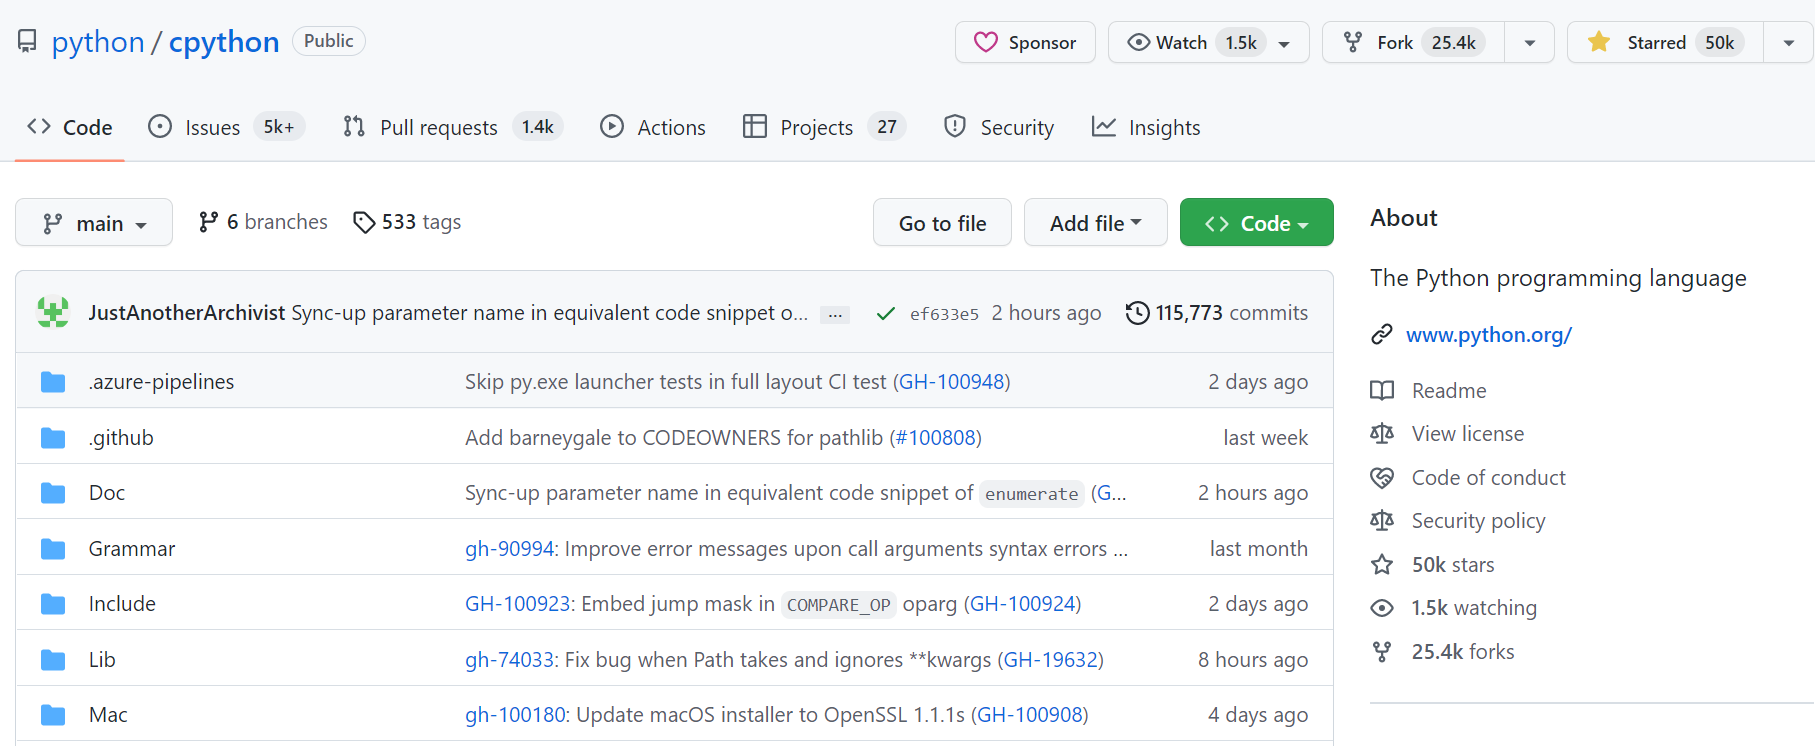 python / cpython Public Sponsor Watch 1.5k Fork 25.4k Starred 50k
Code Issues 5k+ Pull requests 1.4k Actions Projects 27 Security Insights
main 6 branches 533 tags Go to file Add file Code
JustAnotherArchivist Sync-up parameter name in equivalent code snippet o... ... ef633e5 2 hours ago 115,773 commits
.azure-pipelines Skip py.exe launcher tests in full layout CI test (GH-100948) 2 days ago
.github Add barneygale to CODEOWNERS for pathlib (#100808) last week
Doc Sync-up parameter name in equivalent code snippet of enumerate (G... 2 hours ago
Grammar gh-90994: Improve error messages upon call arguments syntax errors ... last month
Include GH-100923: Embed jump mask in COMPARE_OP oparg (GH-100924) 2 days ago
Lib gh-74033: Fix bug when Path takes and ignores **kwargs (GH-19632) 8 hours ago
Mac gh-100180: Update macOS installer to OpenSSL 1.1.1s (GH-100908) 4 days ago
About
The Python programming language
www.python.org/
Readme
View license
Code of conduct
Security policy
50k stars
1.5k watching
25.4k forks